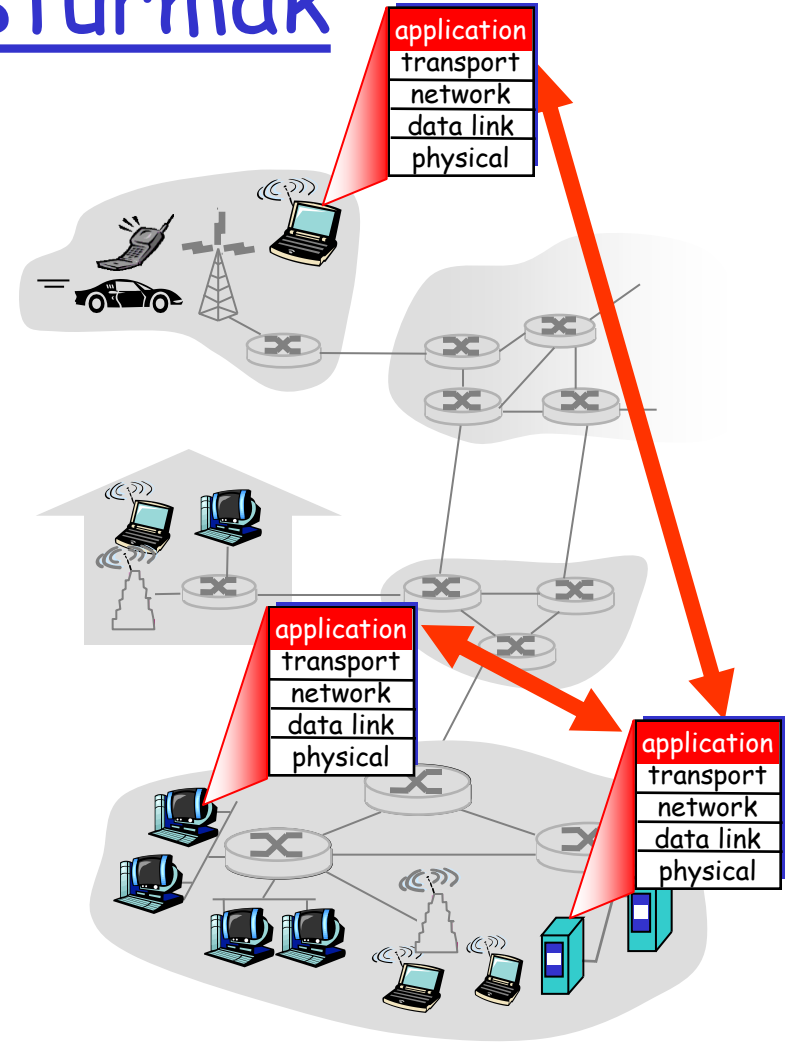 application
transport
network
data link
physical
application
transport
network
data link
physical
application
transport
network
data link
physical